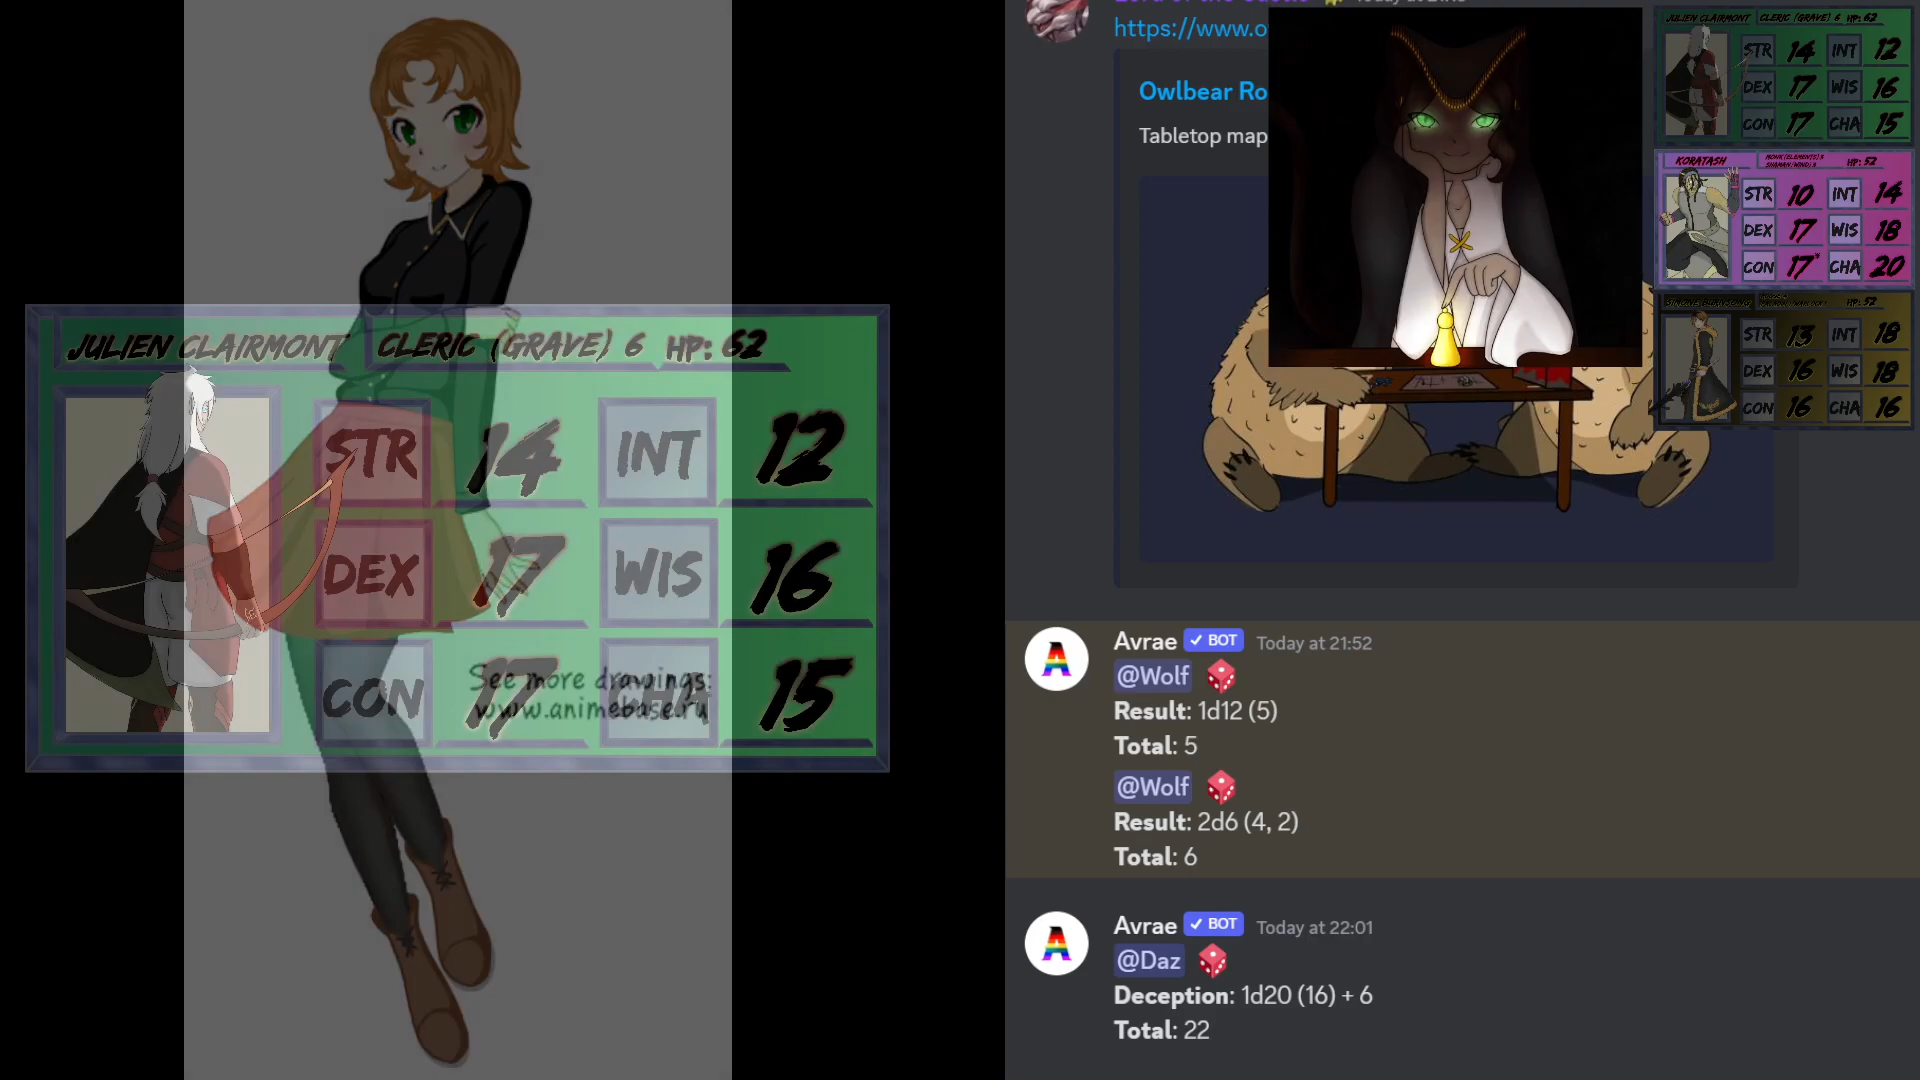 JULIEN CLAIRMONT
CLERIC (GRAVE) 6
HP: 62
STR 14 INT 12
DEX 17 WIS 16
CON 17 CHA 15
See more drawings:
www.animebase.ru
https://www.o
Owlbear Ro
Tabletop map
Avrae BOT Today at 21:52
@Wolf
Result: 1d12 (5)
Total: 5
@Wolf
Result: 2d6 (4, 2)
Total: 6
Avrae BOT Today at 22:01
@Daz
Deception: 1d20 (16) + 6
Total: 22
JULIEN CLAIRMONT CLERIC (GRAVE) 6 HP: 62
STR 14 INT 12
DEX 17 WIS 16
CON 17 CHA 15
KORATASH
HP: 52
STR 10 INT 14
DEX 17 WIS 18
CON 17* CHA 20
HP: 52
STR 13 INT 18
DEX 16 WIS 18
CON 16 CHA 16